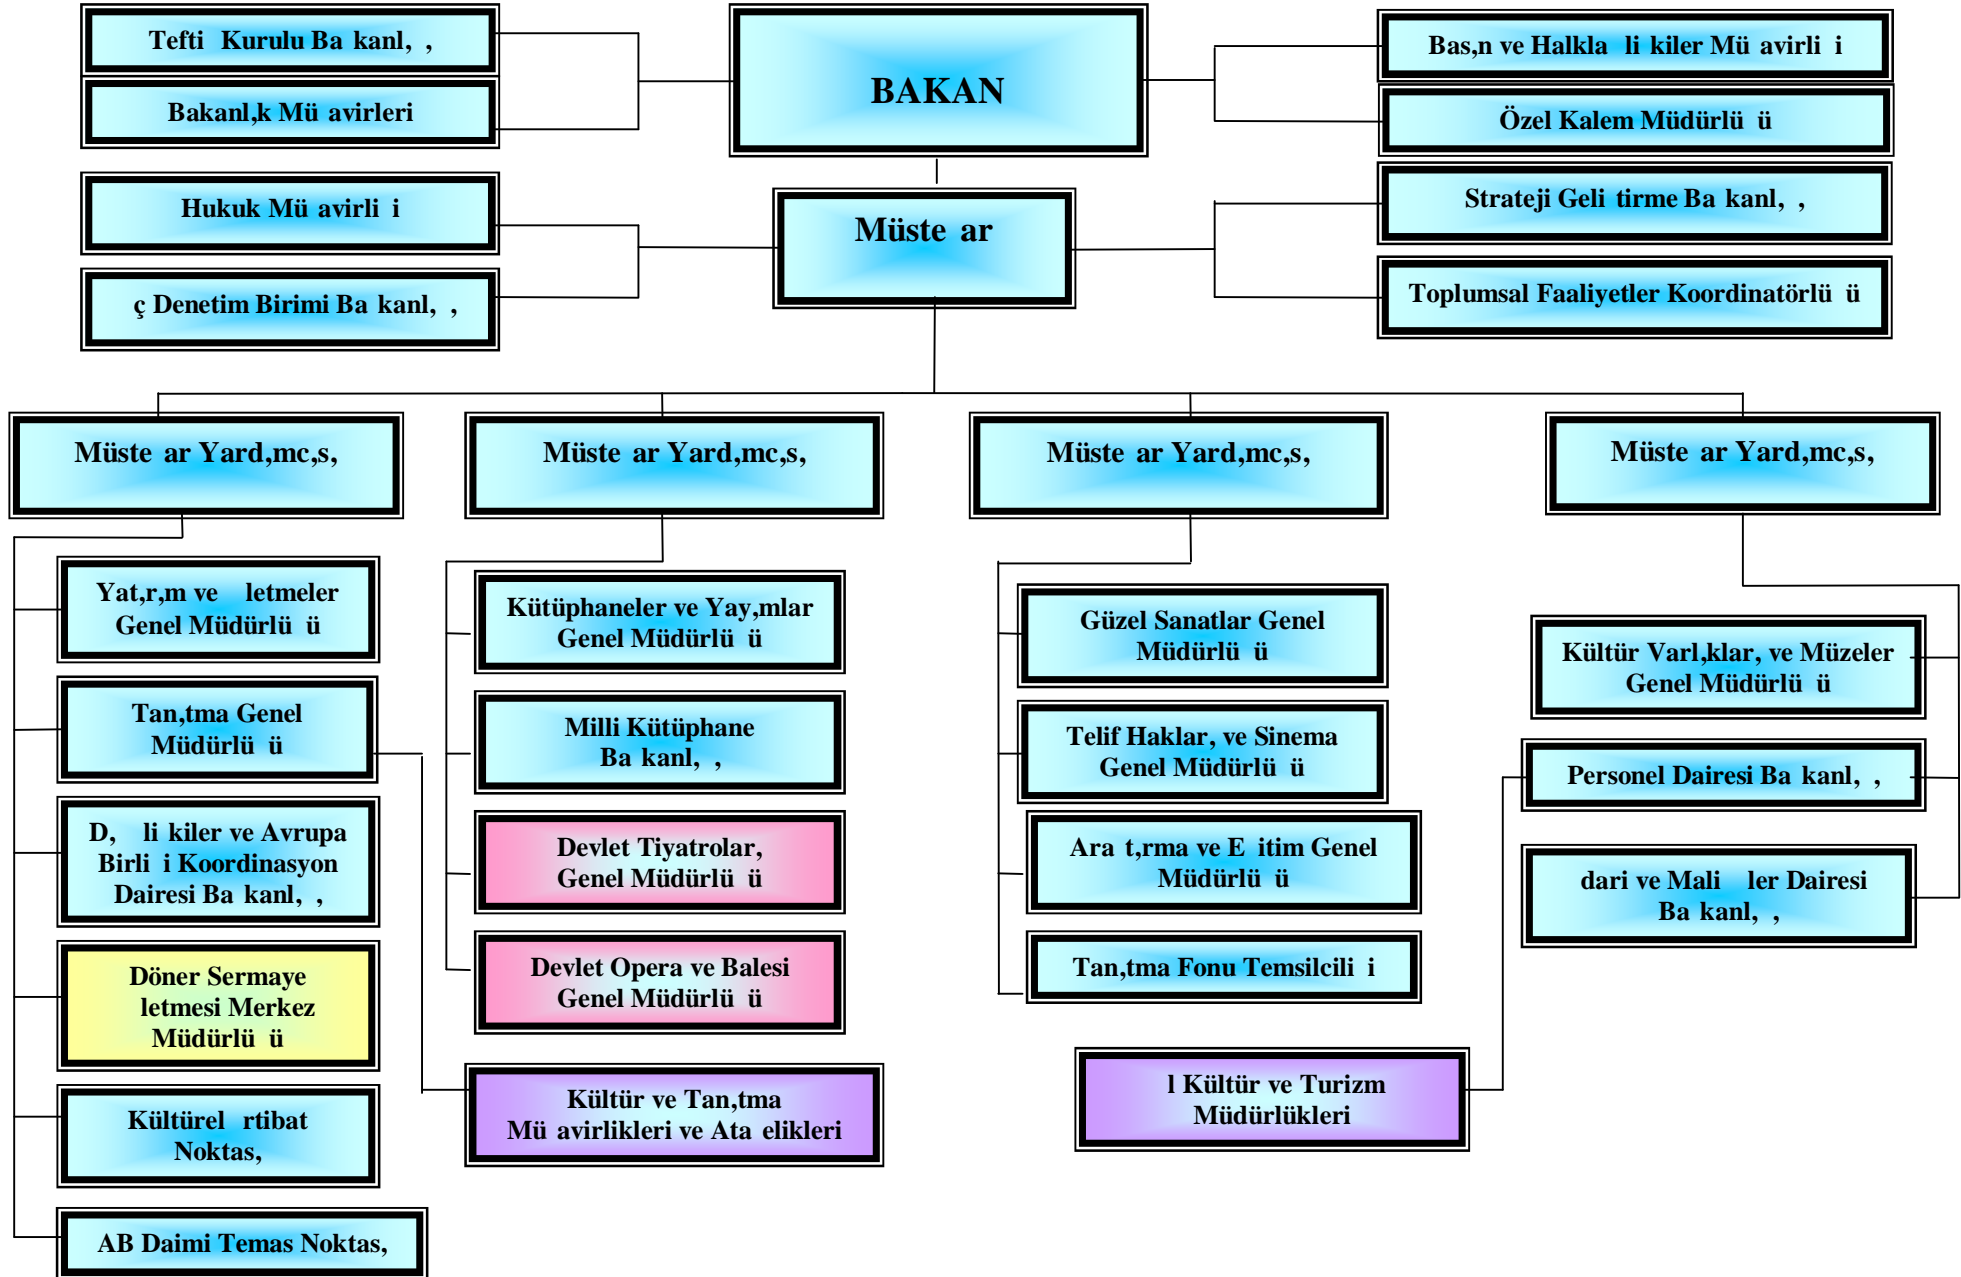 Tefti Kurulu Ba kanl, ,
BAKAN
Bas,n ve Halkla li kiler Mü avirli i
Bakanl,k Mü avirleri
Özel Kalem Müdürlü ü
Hukuk Mü avirli i
Müste ar
Strateji Geli tirme Ba kanl, ,
ç Denetim Birimi Ba kanl, ,
Toplumsal Faaliyetler Koordinatörlü ü
Müste ar Yard,mc,s,
Müste ar Yard,mc,s,
Müste ar Yard,mc,s,
Müste ar Yard,mc,s,
Yat,r,m ve letmeler
Genel Müdürlü ü
Tan,tma Genel
Müdürlü ü
D, li kiler ve Avrupa
Birli i Koordinasyon
Dairesi Ba kanl, ,
Döner Sermaye
letmesi Merkez
Müdürlü ü
Kültürel rtibat
Noktas,
AB Daimi Temas Noktas,
Kütüphaneler ve Yay,mlar
Genel Müdürlü ü
Milli Kütüphane
Ba kanl, ,
Devlet Tiyatrolar,
Genel Müdürlü ü
Devlet Opera ve Balesi
Genel Müdürlü ü
Kültür ve Tan,tma
Mü avirlikleri ve Ata elikleri
Güzel Sanatlar Genel
Müdürlü ü
Telif Haklar, ve Sinema
Genel Müdürlü ü
Ara t,rma ve E itim Genel
Müdürlü ü
Tan,tma Fonu Temsilcili i
l Kültür ve Turizm
Müdürlükleri
Kültür Varl,klar, ve Müzeler
Genel Müdürlü ü
Personel Dairesi Ba kanl, ,
dari ve Mali ler Dairesi
Ba kanl, ,